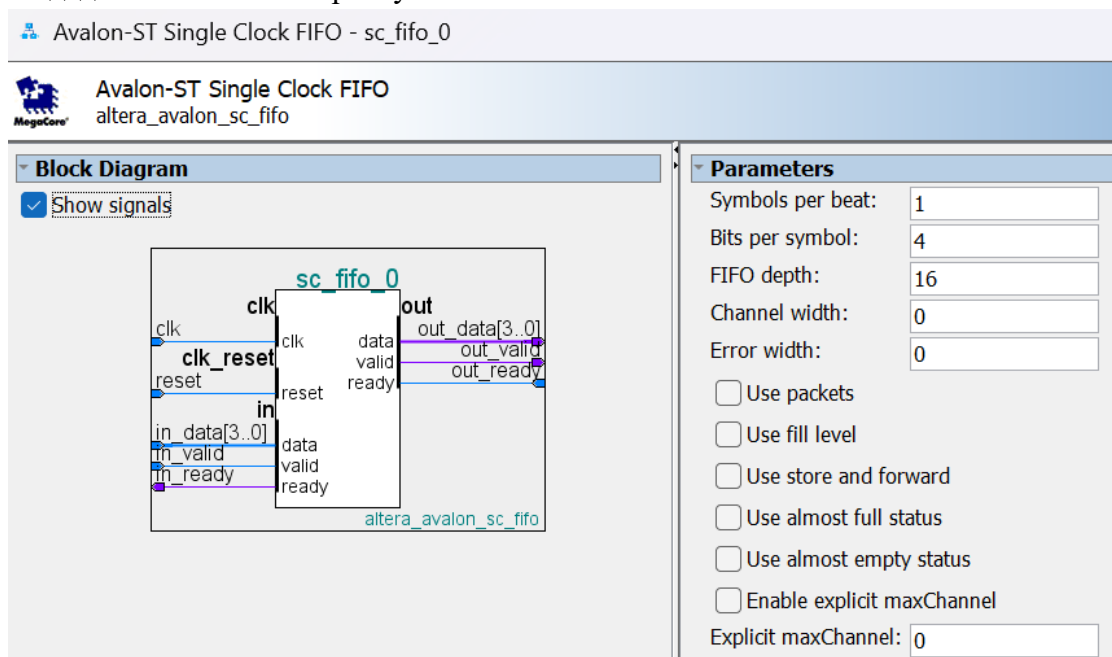 Avalon-ST Single Clock FIFO - sc_fifo_0
MegaCore®
Avalon-ST Single Clock FIFO
altera_avalon_sc_fifo
Block Diagram
Show signals
sc_fifo_0
clk
out
clk
clk
data
out_data[3..0]
clk_reset
valid
out_valid
reset
reset
ready
out_ready
in
in_data[3..0]
data
in_valid
valid
in_ready
ready
altera_avalon_sc_fifo
Parameters
Symbols per beat: 1
Bits per symbol: 4
FIFO depth: 16
Channel width: 0
Error width: 0
Use packets
Use fill level
Use store and forward
Use almost full status
Use almost empty status
Enable explicit maxChannel
Explicit maxChannel: 0